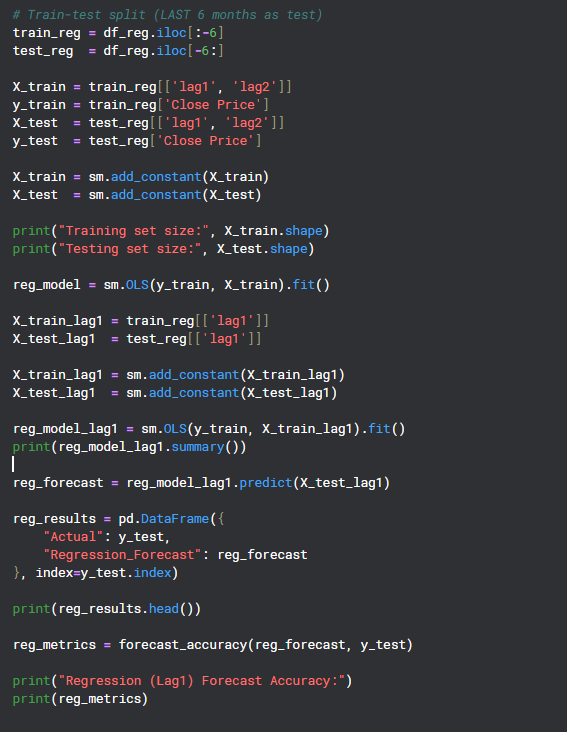 # Train-test split (LAST 6 months as test)
train_reg = df_reg.iloc[:-6]
test_reg  = df_reg.iloc[-6:]

X_train = train_reg[['lag1', 'lag2']]
y_train = train_reg['Close Price']
X_test  = test_reg[['lag1', 'lag2']]
y_test  = test_reg['Close Price']

X_train = sm.add_constant(X_train)
X_test  = sm.add_constant(X_test)

print("Training set size:", X_train.shape)
print("Testing set size:", X_test.shape)

reg_model = sm.OLS(y_train, X_train).fit()

X_train_lag1 = train_reg[['lag1']]
X_test_lag1  = test_reg[['lag1']]

X_train_lag1 = sm.add_constant(X_train_lag1)
X_test_lag1  = sm.add_constant(X_test_lag1)

reg_model_lag1 = sm.OLS(y_train, X_train_lag1).fit()
print(reg_model_lag1.summary())

reg_forecast = reg_model_lag1.predict(X_test_lag1)

reg_results = pd.DataFrame({
    "Actual": y_test,
    "Regression_Forecast": reg_forecast
}, index=y_test.index)

print(reg_results.head())

reg_metrics = forecast_accuracy(reg_forecast, y_test)

print("Regression (Lag1) Forecast Accuracy:")
print(reg_metrics)